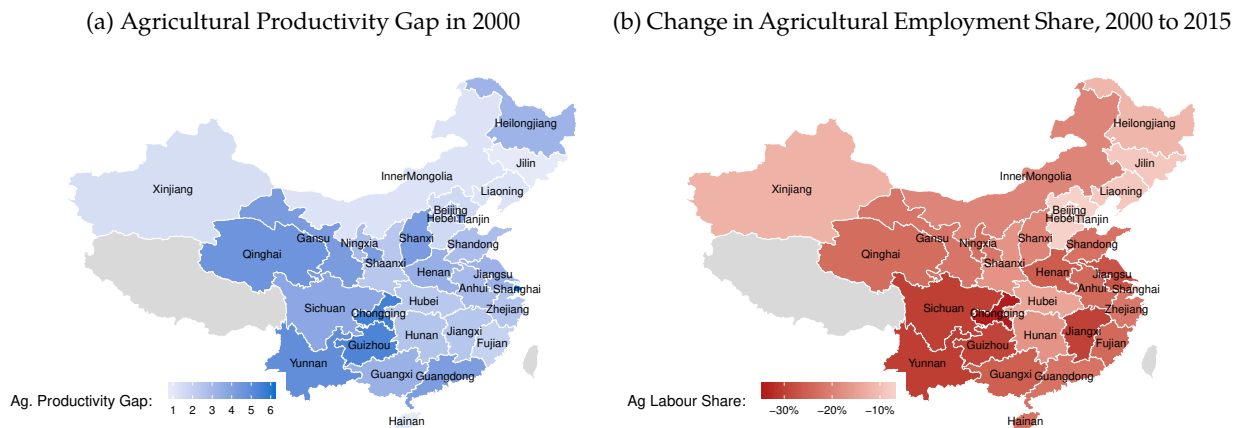 (a) Agricultural Productivity Gap in 2000
Heilongjiang
Jilin
InnerMongolia
Liaoning
Xinjiang
Beijing
Hebei Tianjin
Gansu
Ningxia
Shanxi
Shandong
Qinghai
Shaanxi
Henan
Jiangsu
Anhui
Shanghai
Sichuan
Hubei
Chongqing
Zhejiang
Hunan
Jiangxi
Guizhou
Fujian
Yunnan
Guangxi
Guangdong
Hainan
Ag. Productivity Gap:
1 2 3 4 5 6
(b) Change in Agricultural Employment Share, 2000 to 2015
Heilongjiang
Jilin
InnerMongolia
Liaoning
Xinjiang
Beijing
Hebei Tianjin
Gansu
Ningxia
Shanxi
Shandong
Qinghai
Shaanxi
Henan
Jiangsu
Anhui
Shanghai
Sichuan
Hubei
Chongqing
Zhejiang
Hunan
Jiangxi
Guizhou
Fujian
Yunnan
Guangxi
Guangdong
Hainan
Ag Labour Share:
−30% −20% −10%